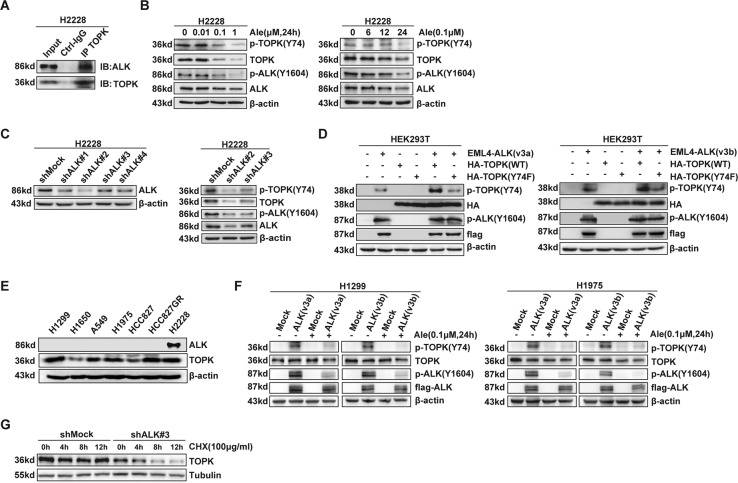 A
H2228
Input
Ctrl-IgG
IP TOPK
86kd
IB:ALK
36kd
IB:TOPK
B
H2228
0 0.01 0.1 1
Ale(μM,24h)
36kd
p-TOPK(Y74)
36kd
TOPK
86kd
p-ALK(Y1604)
86kd
ALK
43kd
β-actin
H2228
0 6 12 24
Ale(0.1μM)
36kd
p-TOPK(Y74)
36kd
TOPK
86kd
p-ALK(Y1604)
86kd
ALK
43kd
β-actin
C
H2228
shMock
shALK#1
shALK#2
shALK#3
shALK#4
86kd
ALK
43kd
β-actin
H2228
shMock
shALK#2
shALK#3
36kd
p-TOPK(Y74)
36kd
TOPK
86kd
p-ALK(Y1604)
86kd
ALK
43kd
β-actin
D
HEK293T
- + - - + +
EML4-ALK(v3a)
- - + - + -
HA-TOPK(WT)
- - - + - +
HA-TOPK(Y74F)
38kd
p-TOPK(Y74)
38kd
HA
87kd
p-ALK(Y1604)
87kd
flag
43kd
β-actin
HEK293T
- + - - + +
EML4-ALK(v3b)
- - + - + -
HA-TOPK(WT)
- - - + - +
HA-TOPK(Y74F)
38kd
p-TOPK(Y74)
38kd
HA
87kd
p-ALK(Y1604)
87kd
flag
43kd
β-actin
E
H1299
H1650
A549
H1975
HCC827
HCC827GR
H2228
86kd
ALK
36kd
TOPK
43kd
β-actin
F
H1299
Mock
ALK(v3a)
Mock
ALK(v3a)
Mock
ALK(v3b)
Mock
ALK(v3b)
- - + + - - + +
Ale(0.1μM,24h)
36kd
p-TOPK(Y74)
36kd
TOPK
87kd
p-ALK(Y1604)
87kd
flag-ALK
43kd
β-actin
H1975
Mock
ALK(v3a)
Mock
ALK(v3a)
Mock
ALK(v3b)
Mock
ALK(v3b)
- - + + - - + +
Ale(0.1μM,24h)
36kd
p-TOPK(Y74)
36kd
TOPK
87kd
p-ALK(Y1604)
87kd
flag-ALK
43kd
β-actin
G
shMock shALK#3
0h 4h 8h 12h 0h 4h 8h 12h
CHX(100μg/ml)
36kd
TOPK
55kd
Tubulin